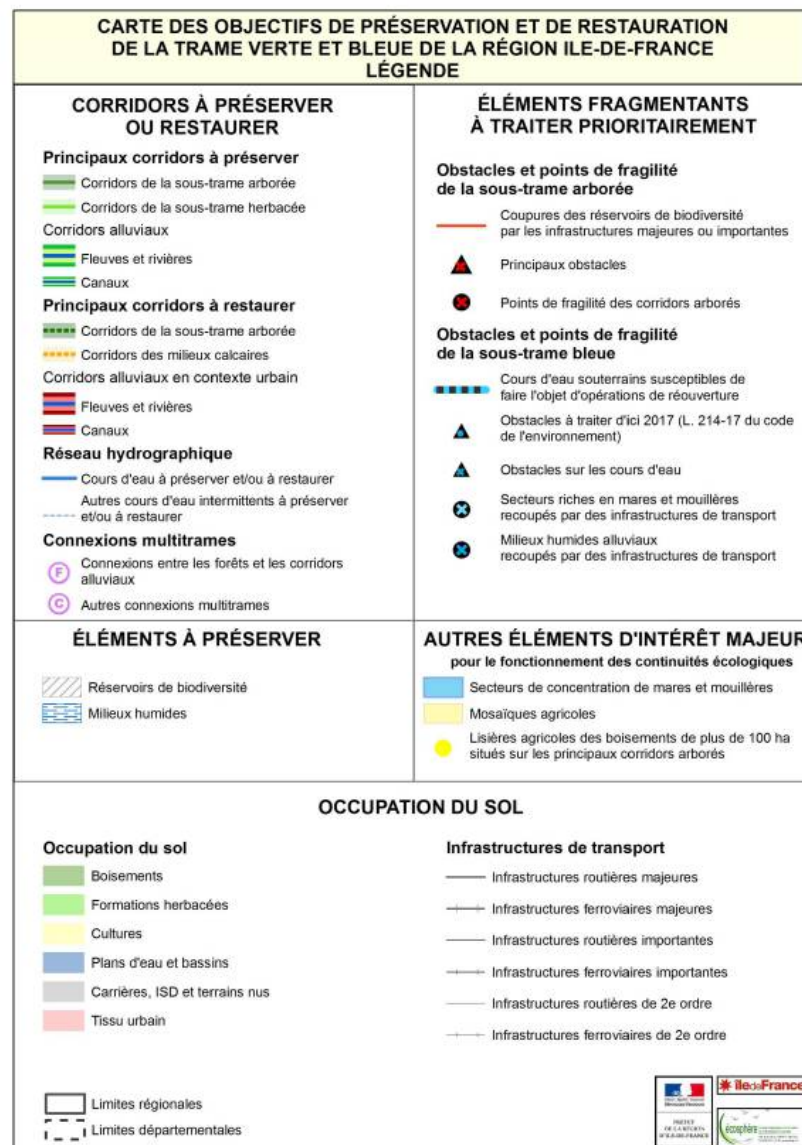 CARTE DES OBJECTIFS DE PRÉSERVATION ET DE RESTAURATION
DE LA TRAME VERTE ET BLEUE DE LA RÉGION ILE-DE-FRANCE
LÉGENDE
CORRIDORS À PRÉSERVER
OU RESTAURER
Principaux corridors à préserver
Corridors de la sous-trame arborée
Corridors de la sous-trame herbacée
Corridors alluviaux
Fleuves et rivières
Canaux
Principaux corridors à restaurer
Corridors de la sous-trame arborée
Corridors des milieux calcaires
Corridors alluviaux en contexte urbain
Fleuves et rivières
Canaux
Réseau hydrographique
Cours d'eau à préserver et/ou à restaurer
Autres cours d'eau intermittents à préserver
et/ou à restaurer
Connexions multitrames
F
Connexions entre les forêts et les corridors
alluviaux
C
Autres connexions multitrames
ÉLÉMENTS FRAGMENTANTS
À TRAITER PRIORITAIREMENT
Obstacles et points de fragilité
de la sous-trame arborée
Coupures des réservoirs de biodiversité
par les infrastructures majeures ou importantes
Principaux obstacles
Points de fragilité des corridors arborés
Obstacles et points de fragilité
de la sous-trame bleue
Cours d'eau souterrains susceptibles de
faire l'objet d'opérations de réouverture
Obstacles à traiter d'ici 2017 (L. 214-17 du code
de l'environnement)
Obstacles sur les cours d'eau
Secteurs riches en mares et mouillères
recoupés par des infrastructures de transport
Milieux humides alluviaux
recoupés par des infrastructures de transport
ÉLÉMENTS À PRÉSERVER
Réservoirs de biodiversité
Milieux humides
AUTRES ÉLÉMENTS D'INTÉRÊT MAJEUR
pour le fonctionnement des continuités écologiques
Secteurs de concentration de mares et mouillères
Mosaïques agricoles
Lisières agricoles des boisements de plus de 100 ha
situés sur les principaux corridors arborés
OCCUPATION DU SOL
Occupation du sol
Boisements
Formations herbacées
Cultures
Plans d'eau et bassins
Carrières, ISD et terrains nus
Tissu urbain
Infrastructures de transport
Infrastructures routières majeures
Infrastructures ferroviaires majeures
Infrastructures routières importantes
Infrastructures ferroviaires importantes
Infrastructures routières de 2e ordre
Infrastructures ferroviaires de 2e ordre
Limites régionales
Limites départementales
PRÉFET
DE LA RÉGION
D'ILE-DE-FRANCE
îledeFrance
écosphère